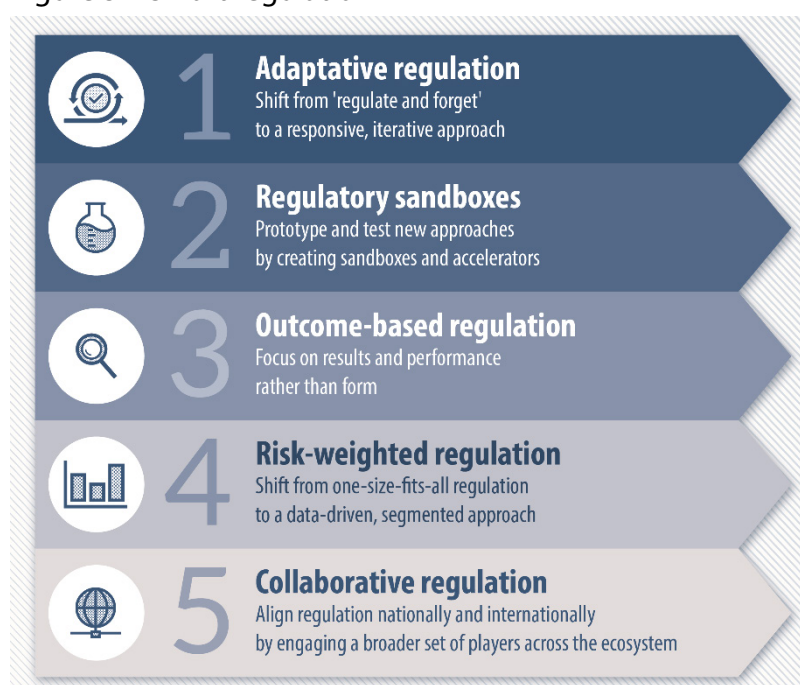 1
Adaptative regulation
Shift from 'regulate and forget'
to a responsive, iterative approach
2
Regulatory sandboxes
Prototype and test new approaches
by creating sandboxes and accelerators
3
Outcome-based regulation
Focus on results and performance
rather than form
4
Risk-weighted regulation
Shift from one-size-fits-all regulation
to a data-driven, segmented approach
5
Collaborative regulation
Align regulation nationally and internationally
by engaging a broader set of players across the ecosystem